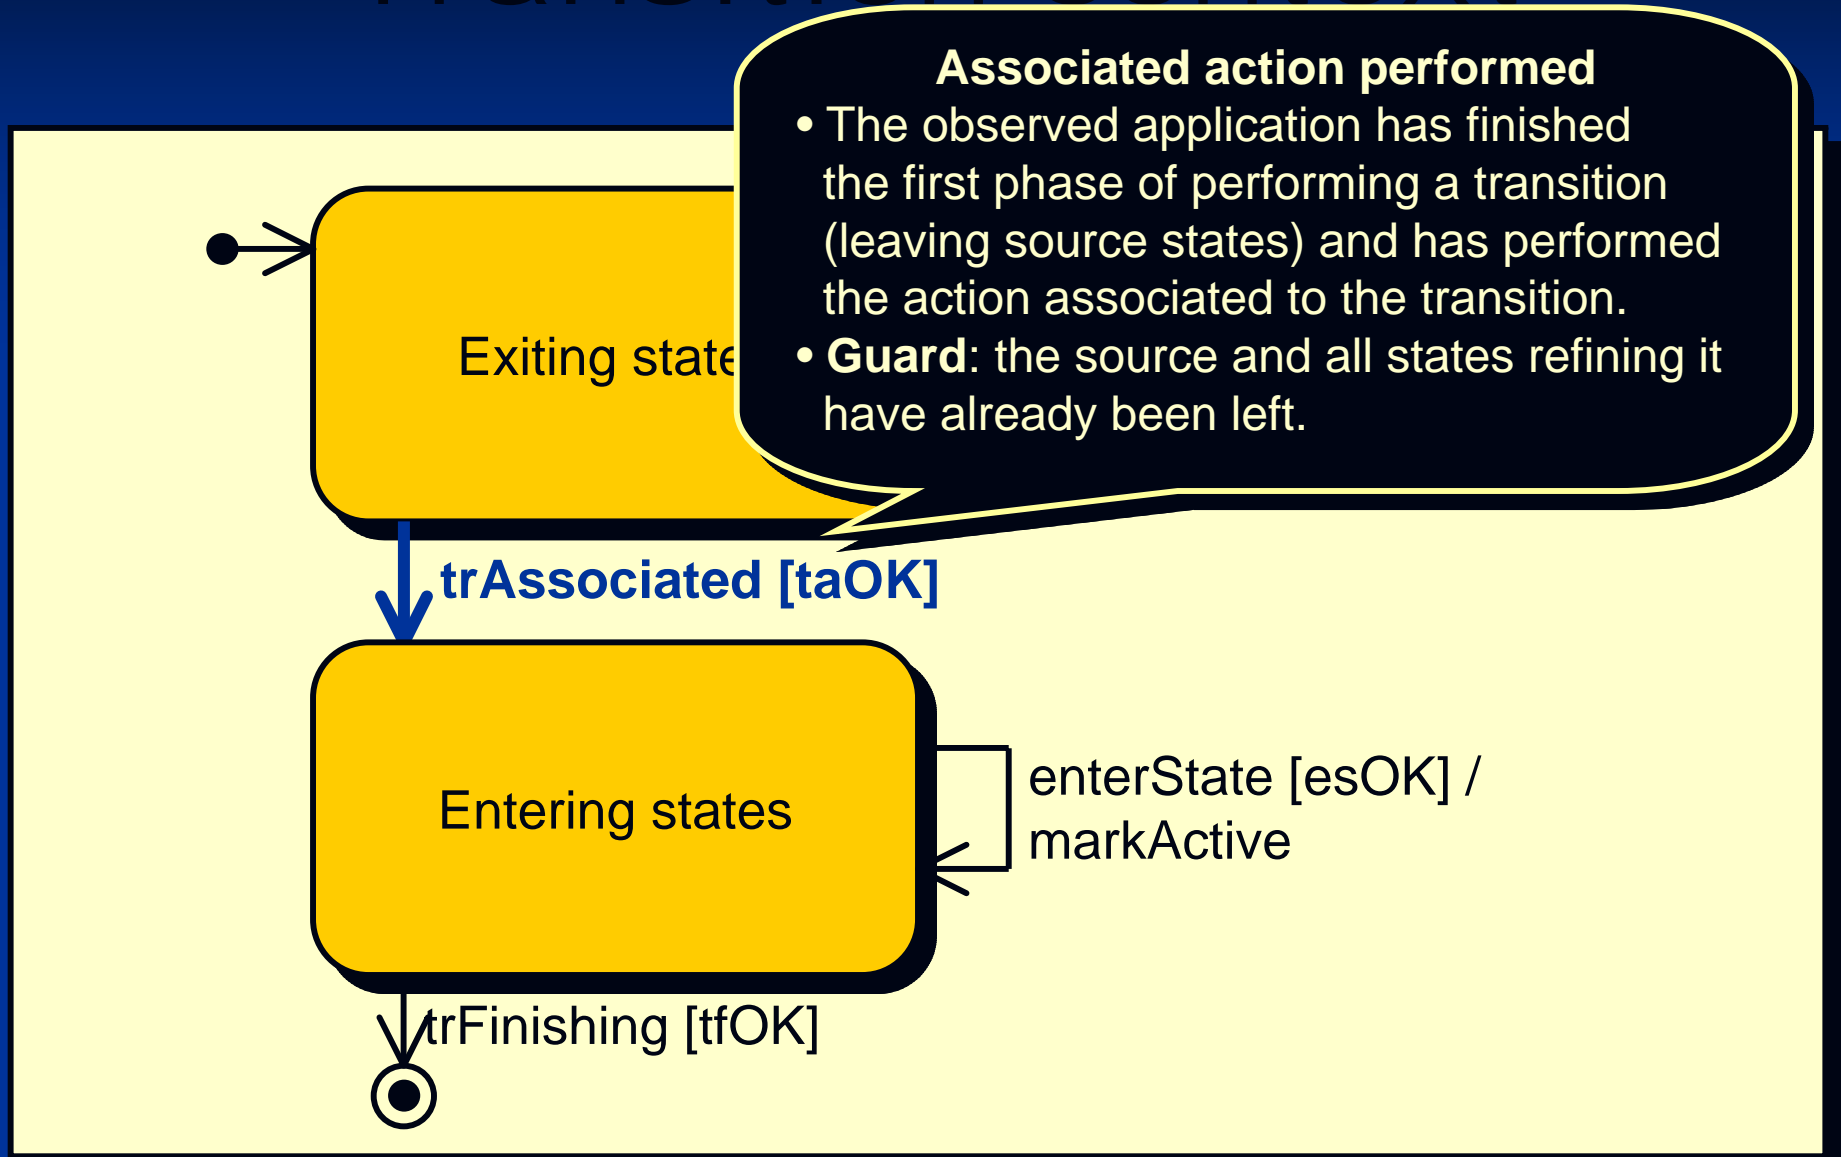 Transition context
Associated action performed
• The observed application has finished
the first phase of performing a transition
(leaving source states) and has performed
the action associated to the transition.
• Guard: the source and all states refining it
have already been left.
Exiting state
trAssociated [taOK]
enterState [esOK] /
markActive
Entering states
trFinishing [tfOK]